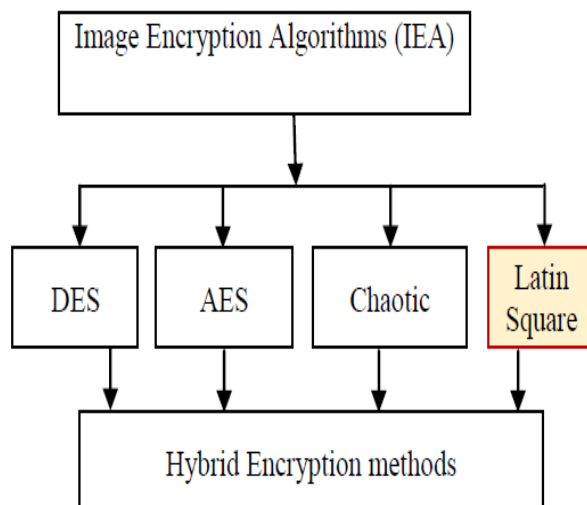 Image Encryption Algorithms (IEA)
DES
AES
Chaotic
Latin
Square
Hybrid Encryption methods